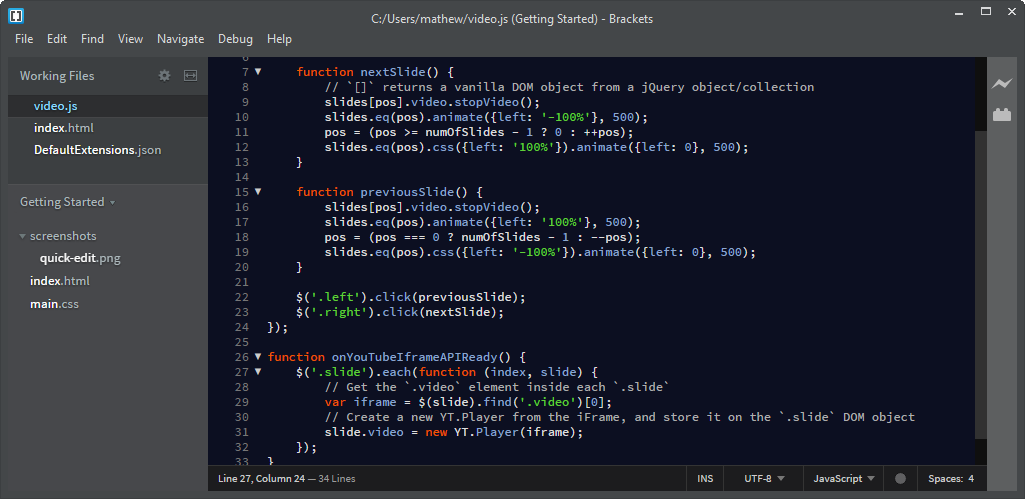 C:/Users/mathew/video.js (Getting Started) - Brackets
File Edit Find View Navigate Debug Help
Working Files
video.js
index.html
DefaultExtensions.json
Getting Started
screenshots
quick-edit.png
index.html
main.css
6
7 function nextSlide() {
8 // `[]` returns a vanilla DOM object from a jQuery object/collection
9 slides[pos].video.stopVideo();
10 slides.eq(pos).animate({left: '-100%'}, 500);
11 pos = (pos >= numOfSlides - 1 ? 0 : ++pos);
12 slides.eq(pos).css({left: '100%'}).animate({left: 0}, 500);
13 }
14
15 function previousSlide() {
16 slides[pos].video.stopVideo();
17 slides.eq(pos).animate({left: '100%'}, 500);
18 pos = (pos === 0 ? numOfSlides - 1 : --pos);
19 slides.eq(pos).css({left: '-100%'}).animate({left: 0}, 500);
20 }
21
22 $('.left').click(previousSlide);
23 $('.right').click(nextSlide);
24 });
25
26 function onYouTubeIframeAPIReady() {
27 $('.slide').each(function (index, slide) {
28 // Get the `.video` element inside each `.slide`
29 var iframe = $(slide).find('.video')[0];
30 // Create a new YT.Player from the iFrame, and store it on the `.slide` DOM object
31 slide.video = new YT.Player(iframe);
32 });
33 }
Line 27, Column 24 — 34 Lines INS UTF-8 JavaScript Spaces: 4